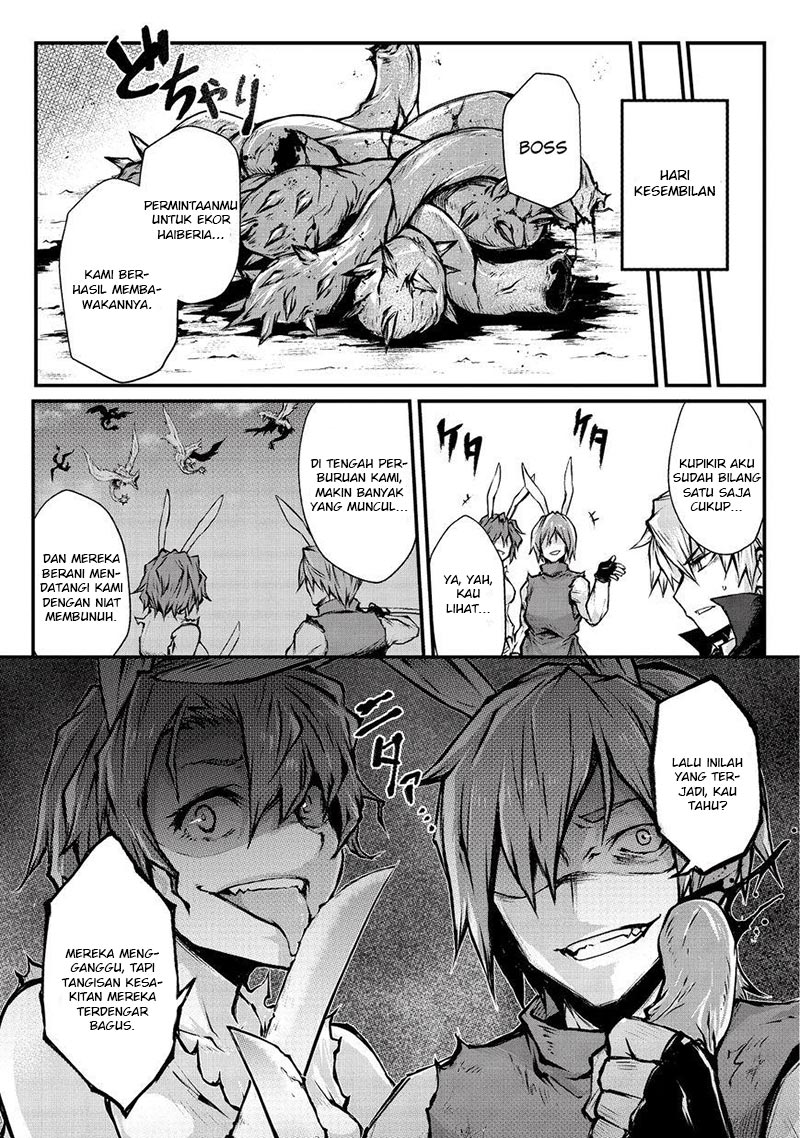 HARI
KESEMBILAN
BOSS
どちゃり
PERMINTAANMU
UNTUK EKOR
HAIBERIA...
KAMI BER-
HASIL MEMBA-
WAKANNYA.
KUPIKIR AKU
SUDAH BILANG
SATU SAJA
CUKUP...
ケタ
ケタ
YA, YAH,
KAU
LIHAT...
DI TENGAH PER-
BURUAN KAMI,
MAKIN BANYAK
YANG MUNCUL...
DAN MEREKA
BERANI MEN-
DATANGI KAMI
DENGAN NIAT
MEMBUNUH.
LALU INILAH
YANG TER-
JADI, KAU
TAHU?
ニタァ...
MEREKA MENG-
GANGGU, TAPI
TANGISAN KESA-
KITAN MEREKA
TERDENGAR
BAGUS.